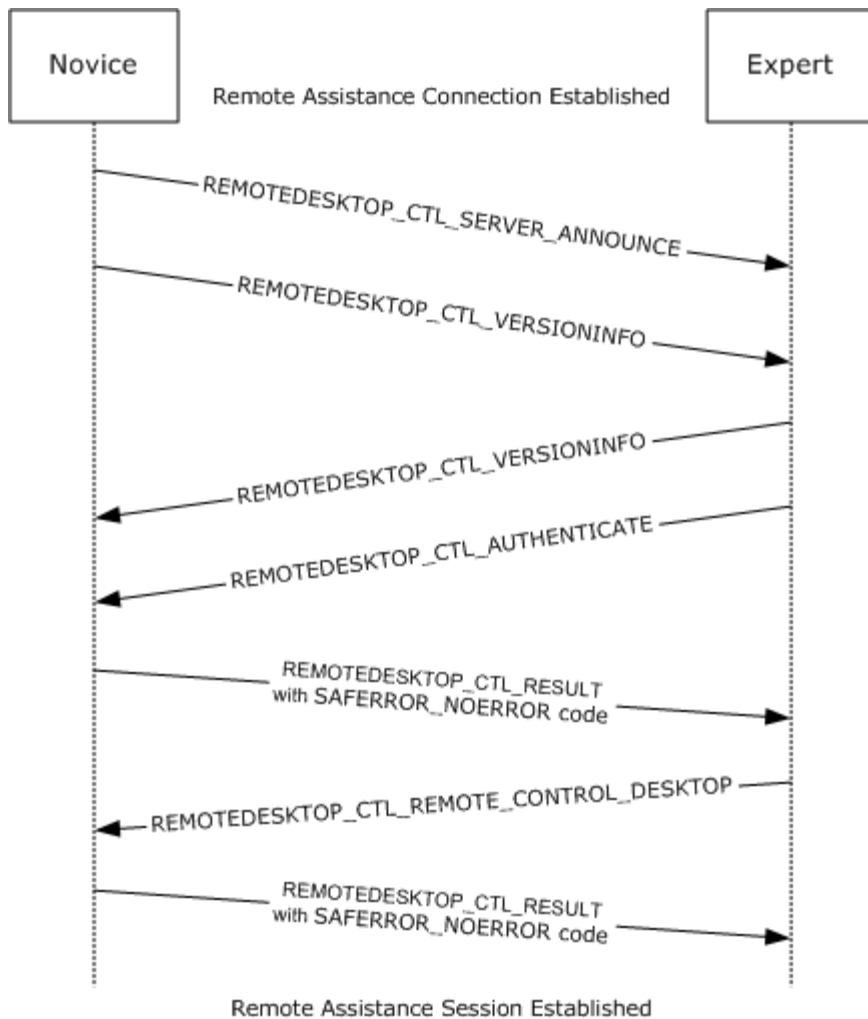 Novice
Expert
Remote Assistance Connection Established
REMOTEDESKTOP_CTL_SERVER_ANNOUNCE
REMOTEDESKTOP_CTL_VERSIONINFO
REMOTEDESKTOP_CTL_VERSIONINFO
REMOTEDESKTOP_CTL_AUTHENTICATE
REMOTEDESKTOP_CTL_RESULT
with SAFERROR_NOERROR code
REMOTEDESKTOP_CTL_REMOTE_CONTROL_DESKTOP
REMOTEDESKTOP_CTL_RESULT
with SAFERROR_NOERROR code
Remote Assistance Session Established